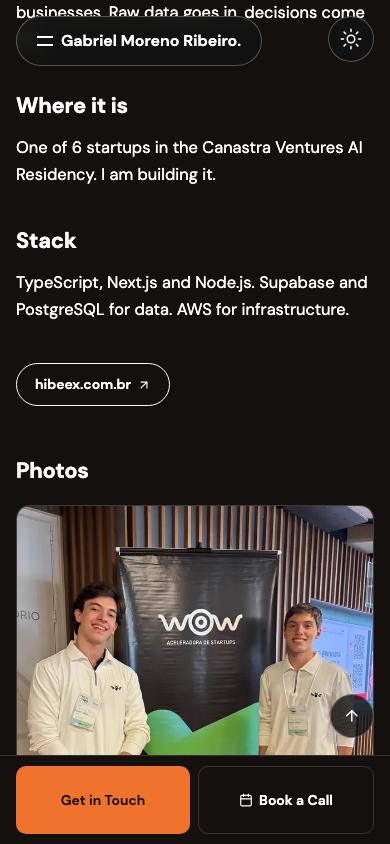 businesses. Raw data goes in, decisions come
Gabriel Moreno Ribeiro.
Where it is
One of 6 startups in the Canastra Ventures AI
Residency. I am building it.
Stack
TypeScript, Next.js and Node.js. Supabase and
PostgreSQL for data. AWS for infrastructure.
hibeex.com.br
Photos
ÓRIO
WOW
ACELERADORA DE STARTUPS
Get in Touch
Book a Call